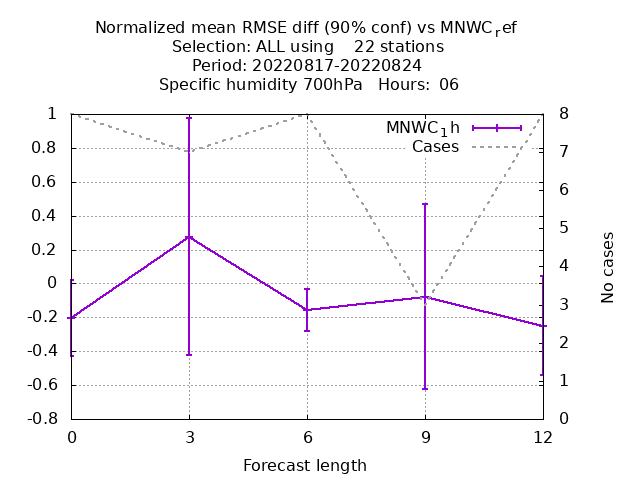 Normalized mean RMSE diff (90% conf) vs MNWCref
Selection: ALL using    22 stations
Period: 20220817-20220824
Specific humidity 700hPa   Hours: 06
MNWC1h
Cases
1
0.8
0.6
0.4
0.2
0
-0.2
-0.4
-0.6
-0.8
8
7
6
5
4
3
2
1
0
No cases
0 3 6 9 12
Forecast length